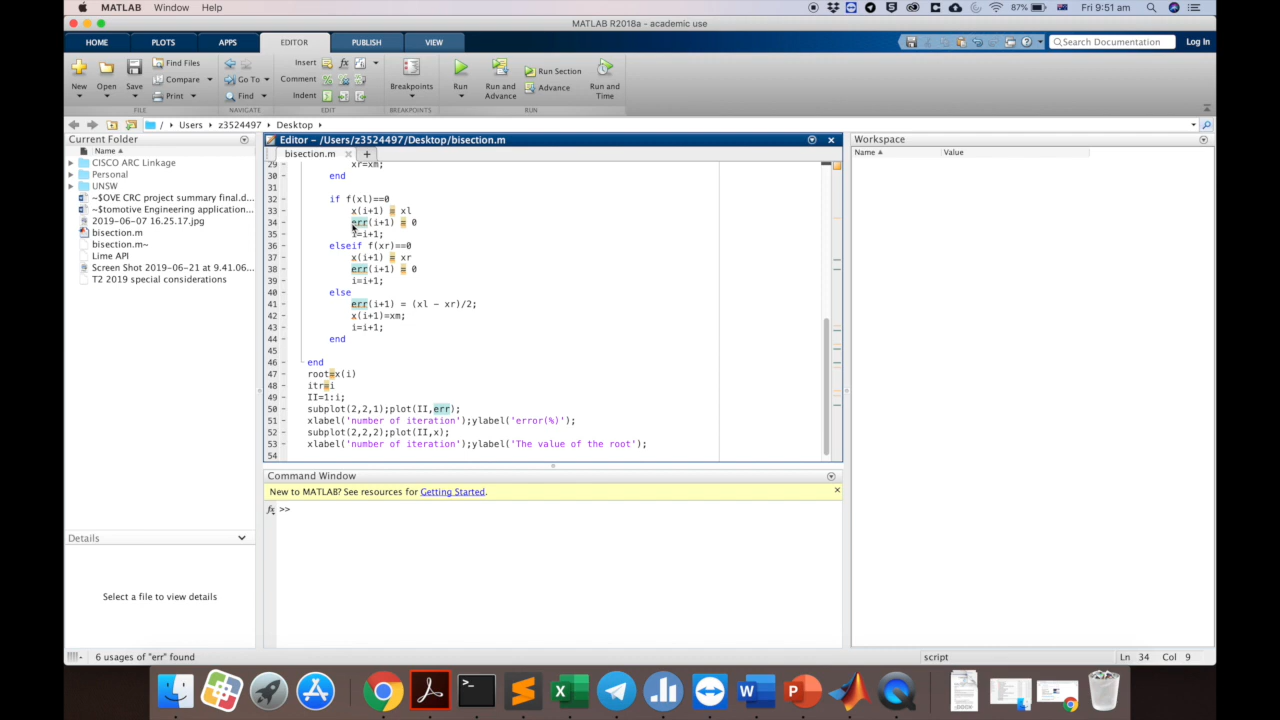 MATLAB Window Help
87% Fri 9:51 am
MATLAB R2018a - academic use
HOME PLOTS APPS EDITOR PUBLISH VIEW
Search Documentation Log In
New Open Save Find Files Compare Print
Go To Find
Insert Comment Indent
Breakpoints Run Run and Advance Run Section Advance Run and Time
FILE NAVIGATE EDIT BREAKPOINTS RUN
/ Users z3524497 Desktop
Current Folder
Name
CISCO ARC Linkage
Personal
UNSW
~$OVE CRC project summary final.d...
~$tomotive Engineering application...
2019-06-07 16.25.17.jpg
bisection.m
bisection.m~
Lime API
Screen Shot 2019-06-21 at 9.41.06...
T2 2019 special considerations
Details
Select a file to view details
Editor - /Users/z3524497/Desktop/bisection.m
bisection.m
29 - xr=xm;
30 - end
31
32 - if f(xl)==0
33 - x(i+1) = xl
34 - err(i+1) = 0
35 - i=i+1;
36 - elseif f(xr)==0
37 - x(i+1) = xr
38 - err(i+1) = 0
39 - i=i+1;
40 - else
41 - err(i+1) = (xl - xr)/2;
42 - x(i+1)=xm;
43 - i=i+1;
44 - end
45
46 - end
47 - root=x(i)
48 - itr=i
49 - II=1:i;
50 - subplot(2,2,1);plot(II,err);
51 - xlabel('number of iteration');ylabel('error(%)');
52 - subplot(2,2,2);plot(II,x);
53 - xlabel('number of iteration');ylabel('The value of the root');
54
Command Window
New to MATLAB? See resources for Getting Started.
fx >>
Workspace
Name Value
6 usages of "err" found
script Ln 34 Col 9